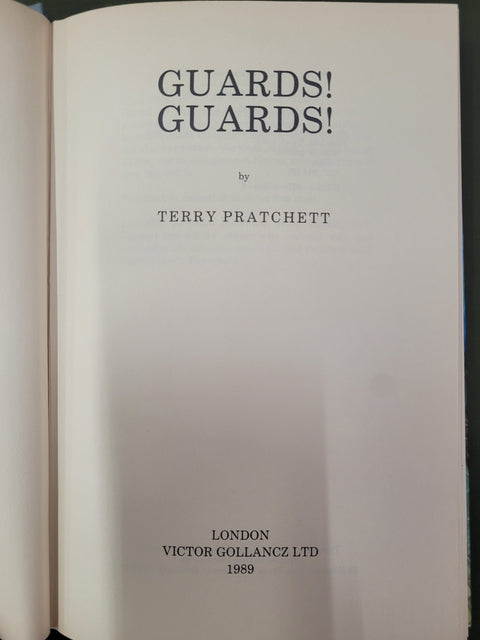 GUARDS!
GUARDS!
by
TERRY PRATCHETT
LONDON
VICTOR GOLLANCZ LTD
1989